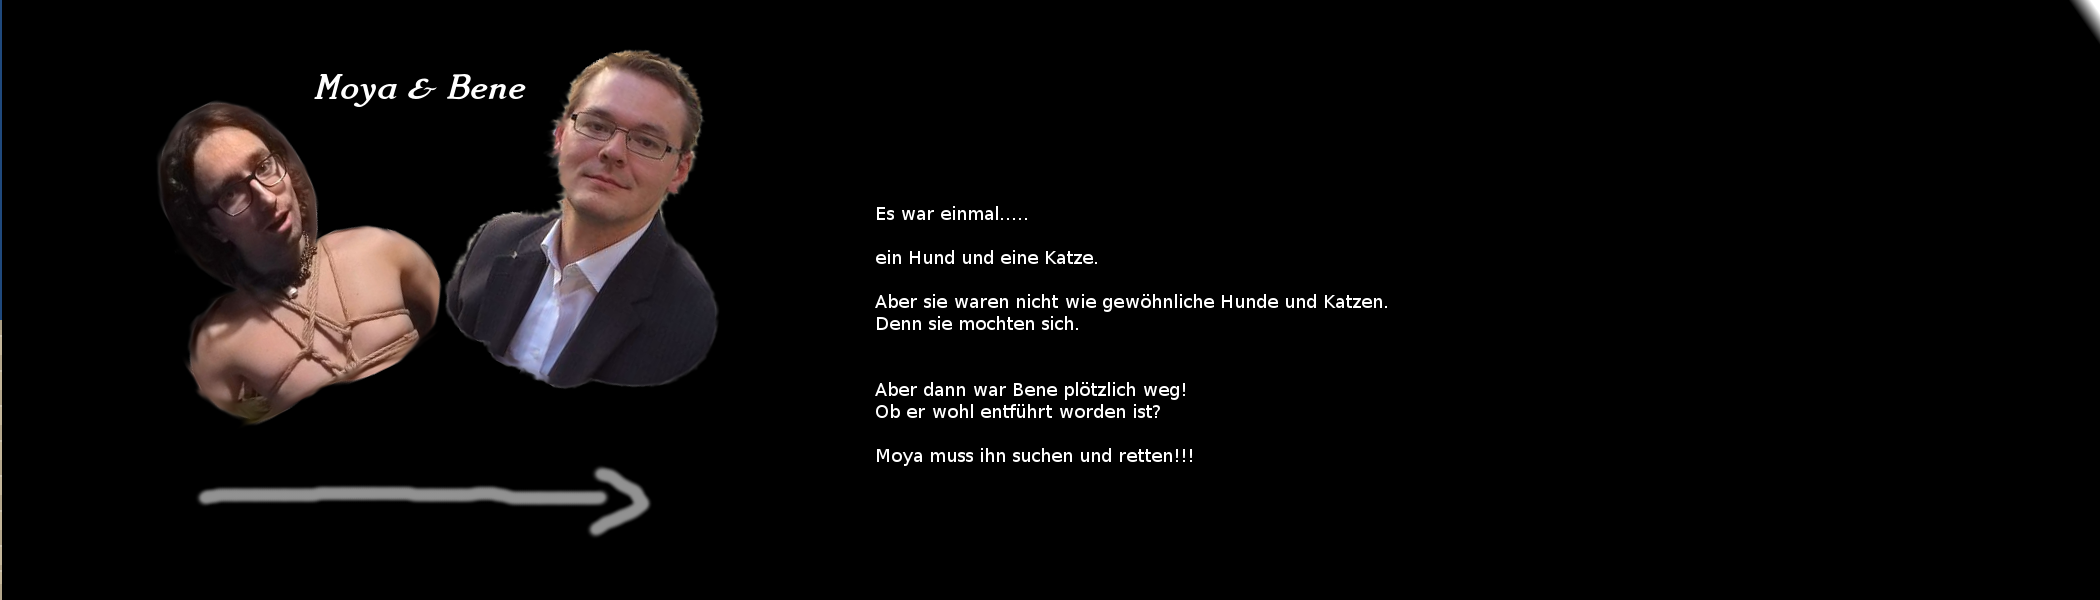 Moya & Bene
Es war einmal.....
ein Hund und eine Katze.
Aber sie waren nicht wie gewöhnliche Hunde und Katzen.
Denn sie mochten sich.
Aber dann war Bene plötzlich weg!
Ob er wohl entführt worden ist?
Moya muss ihn suchen und retten!!!